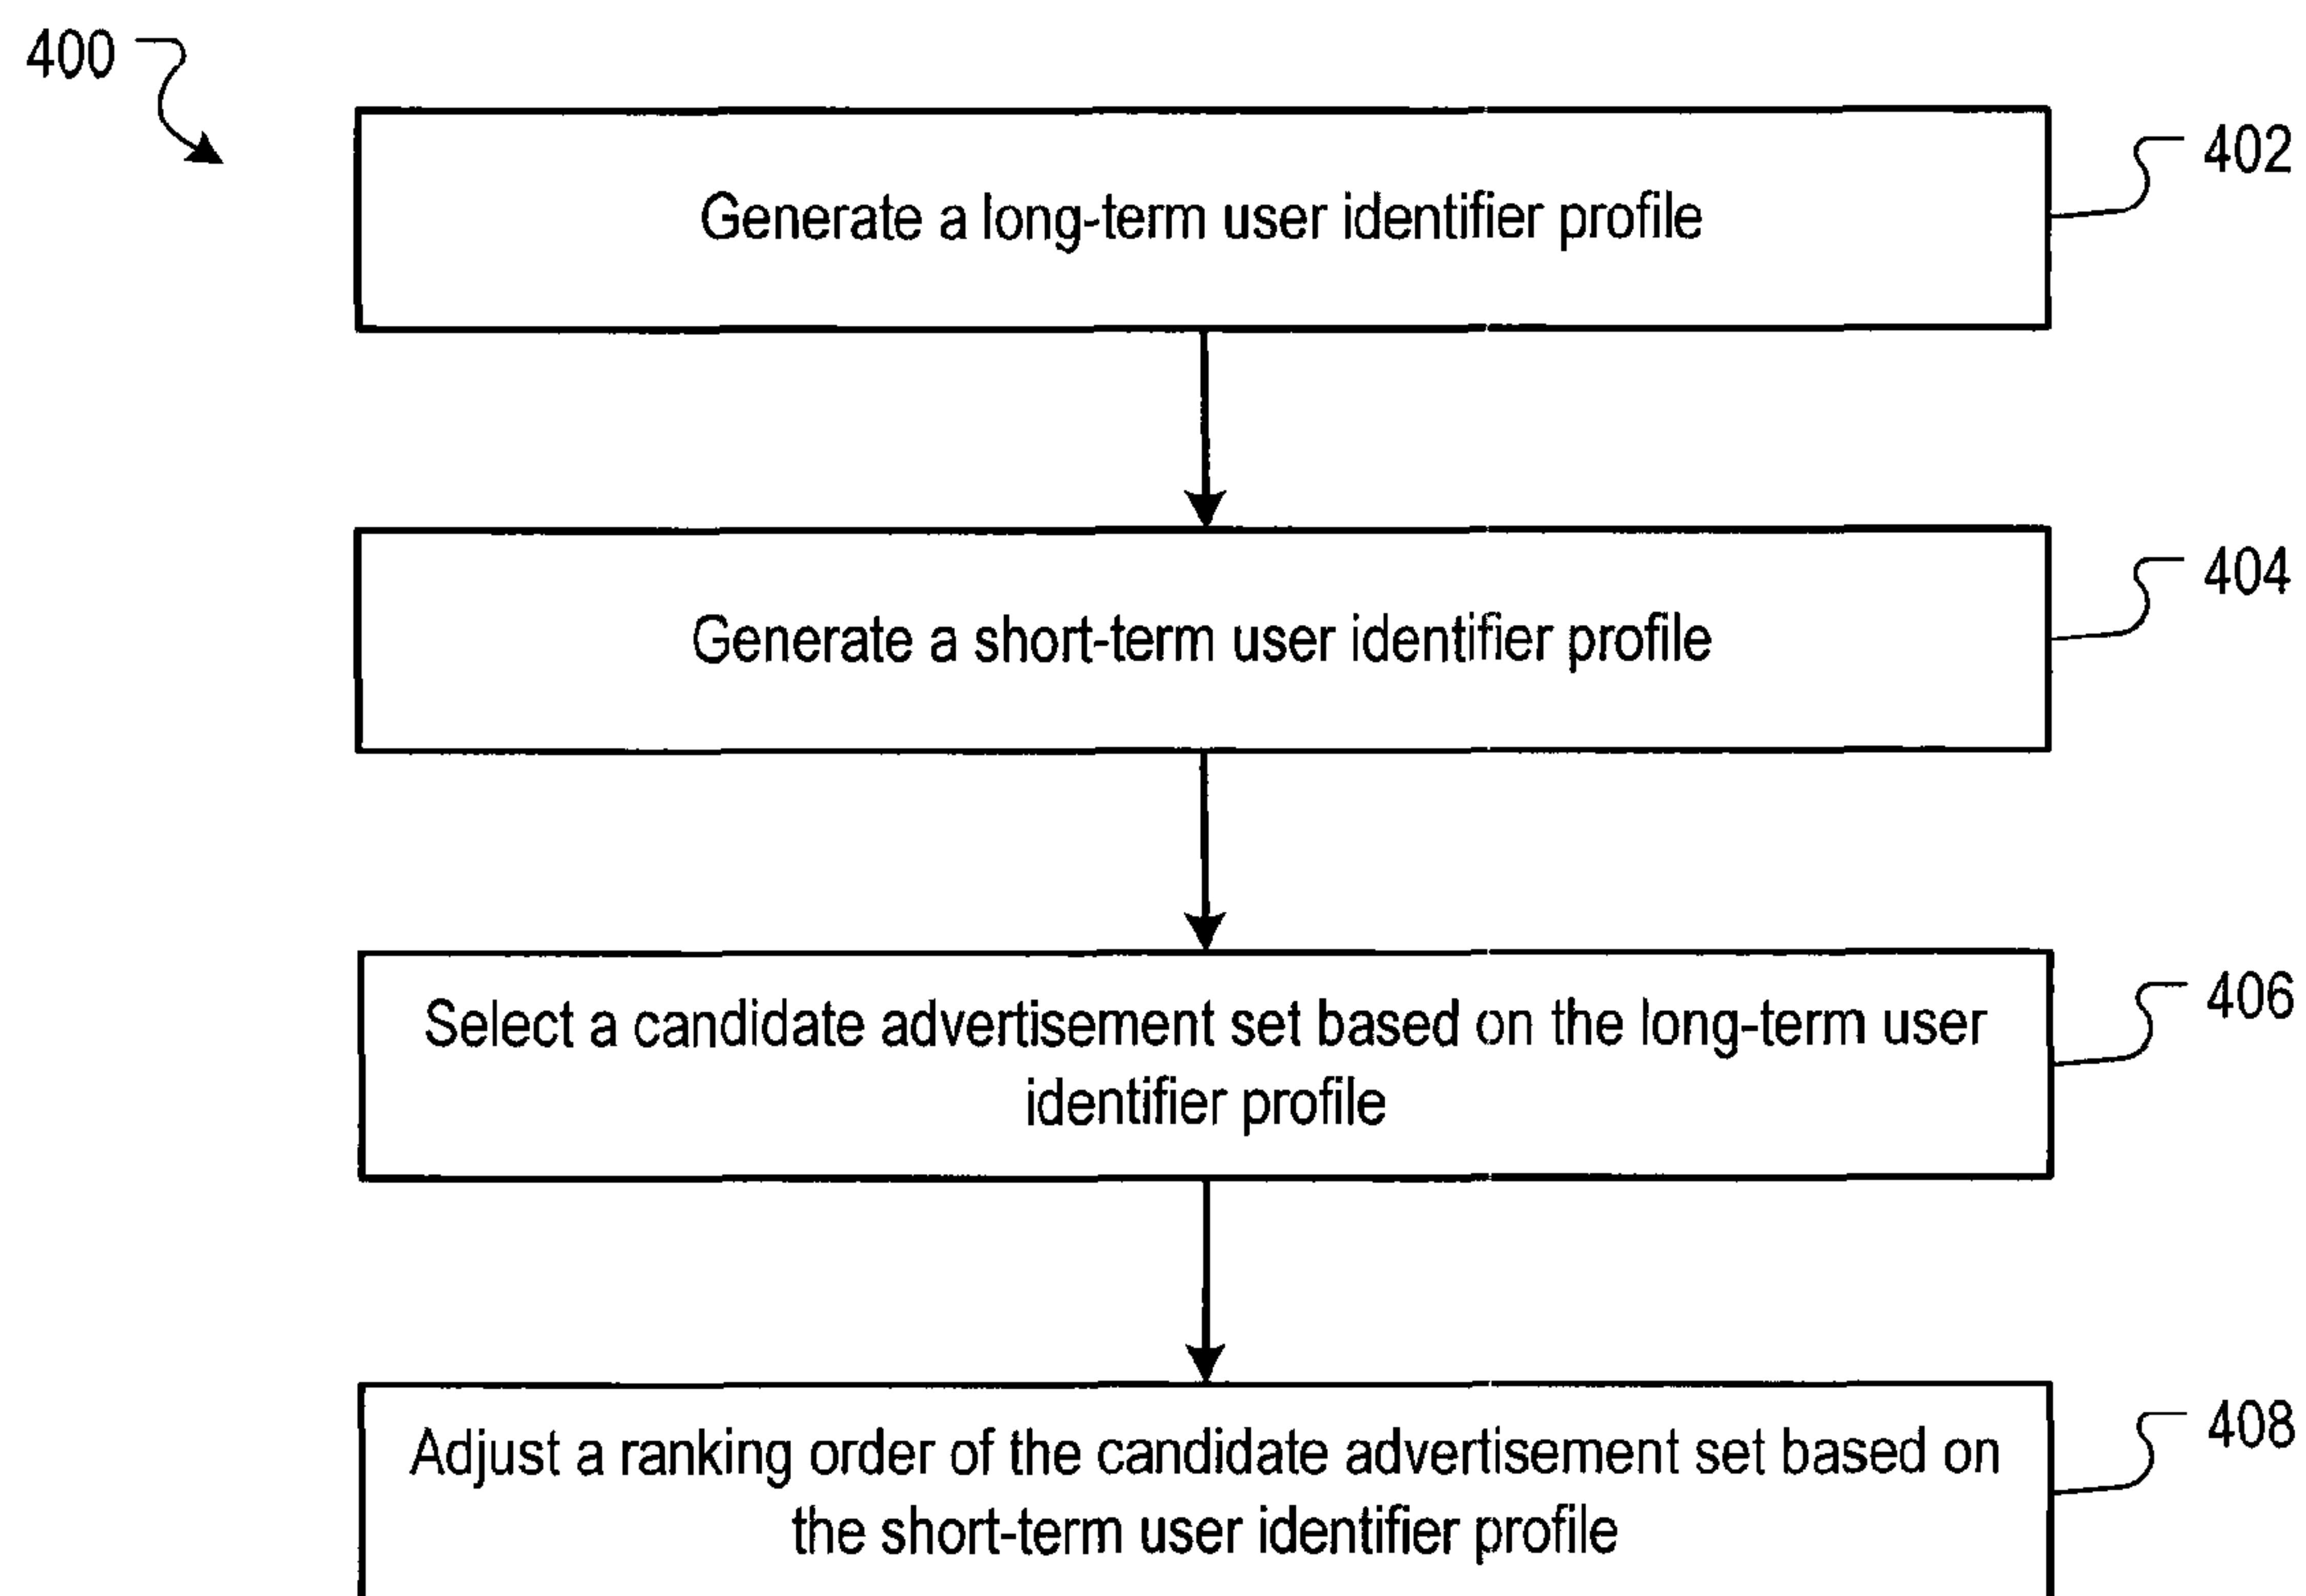 400
402
Generate a long-term user identifier profile
404
Generate a short-term user identifier profile
406
Select a candidate advertisement set based on the long-term user
identifier profile
408
Adjust a ranking order of the candidate advertisement set based on
the short-term user identifier profile